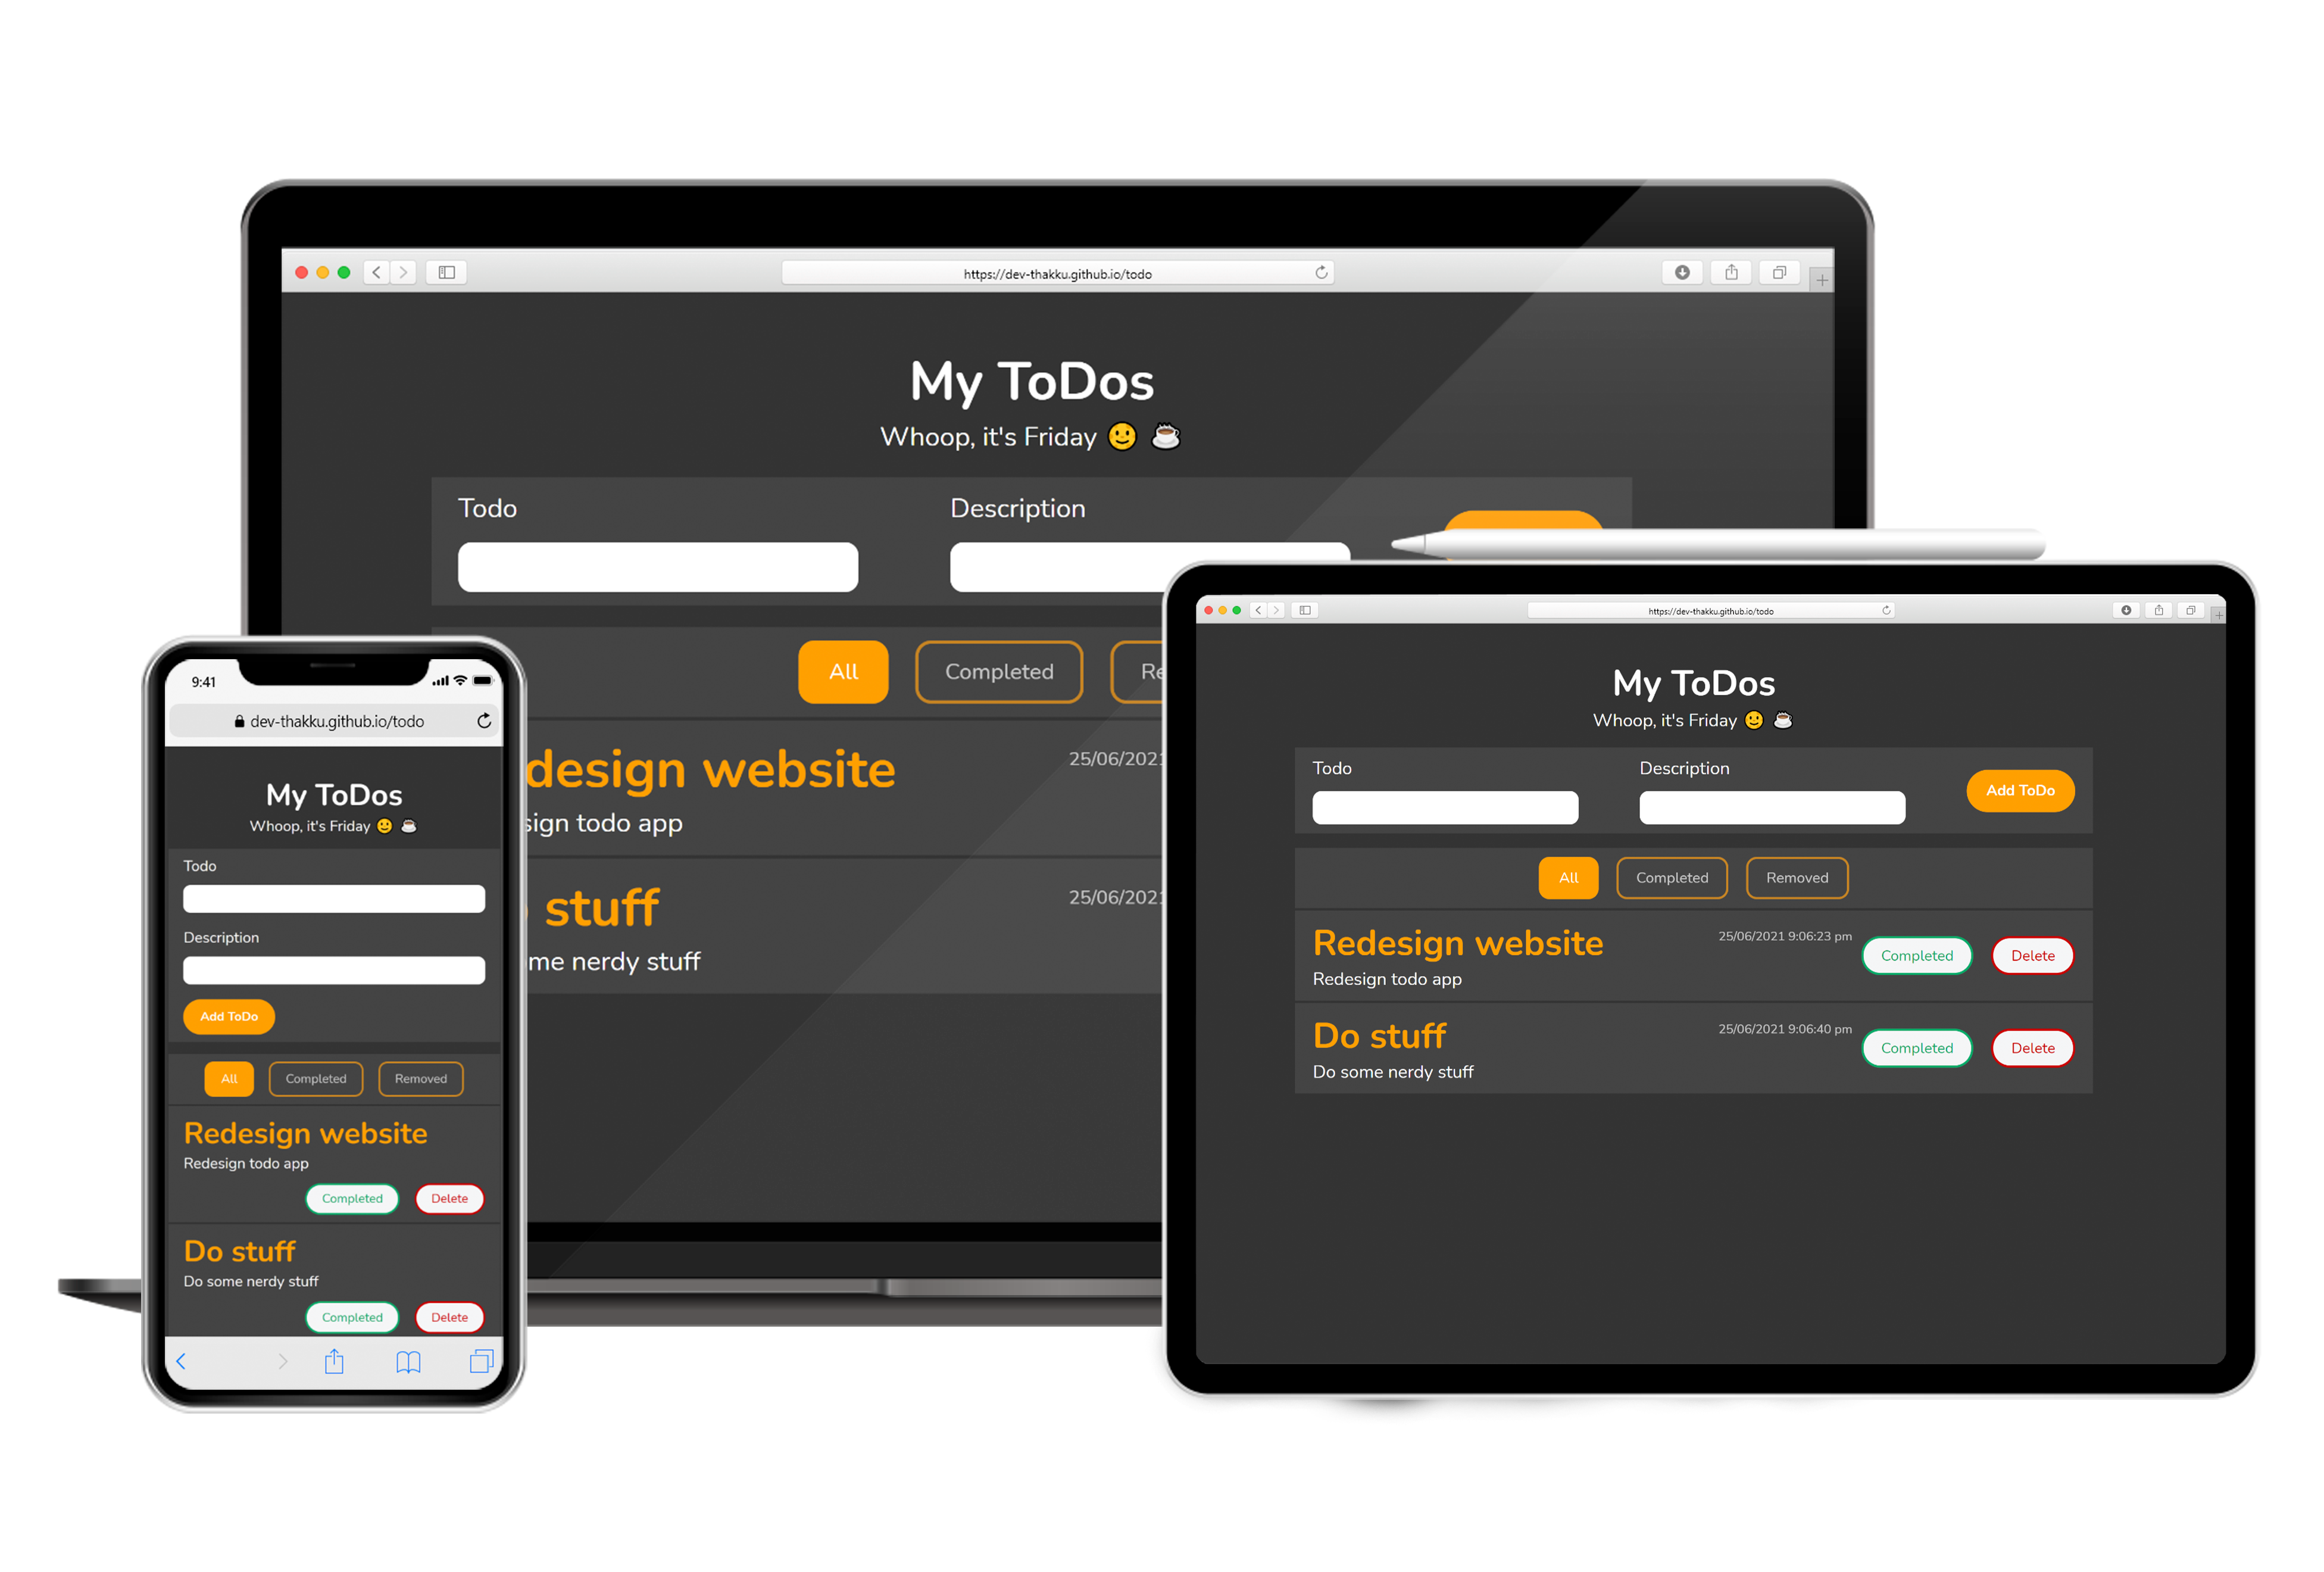 https://dev-thakku.github.io/todo
My ToDos
Whoop, it's Friday 🙂 ☕
Todo
Description
All
Completed
Re
design website
25/06/2021
sign todo app
stuff
25/06/2021
me nerdy stuff
9:41
dev-thakku.github.io/todo
My ToDos
Whoop, it's Friday 🙂 ☕
Todo
Description
Add ToDo
All
Completed
Removed
Redesign website
Redesign todo app
Completed
Delete
Do stuff
Do some nerdy stuff
Completed
Delete
https://dev-thakku.github.io/todo
My ToDos
Whoop, it's Friday 🙂 ☕
Todo
Description
Add ToDo
All
Completed
Removed
Redesign website
25/06/2021 9:06:23 pm
Completed
Delete
Redesign todo app
Do stuff
25/06/2021 9:06:40 pm
Completed
Delete
Do some nerdy stuff